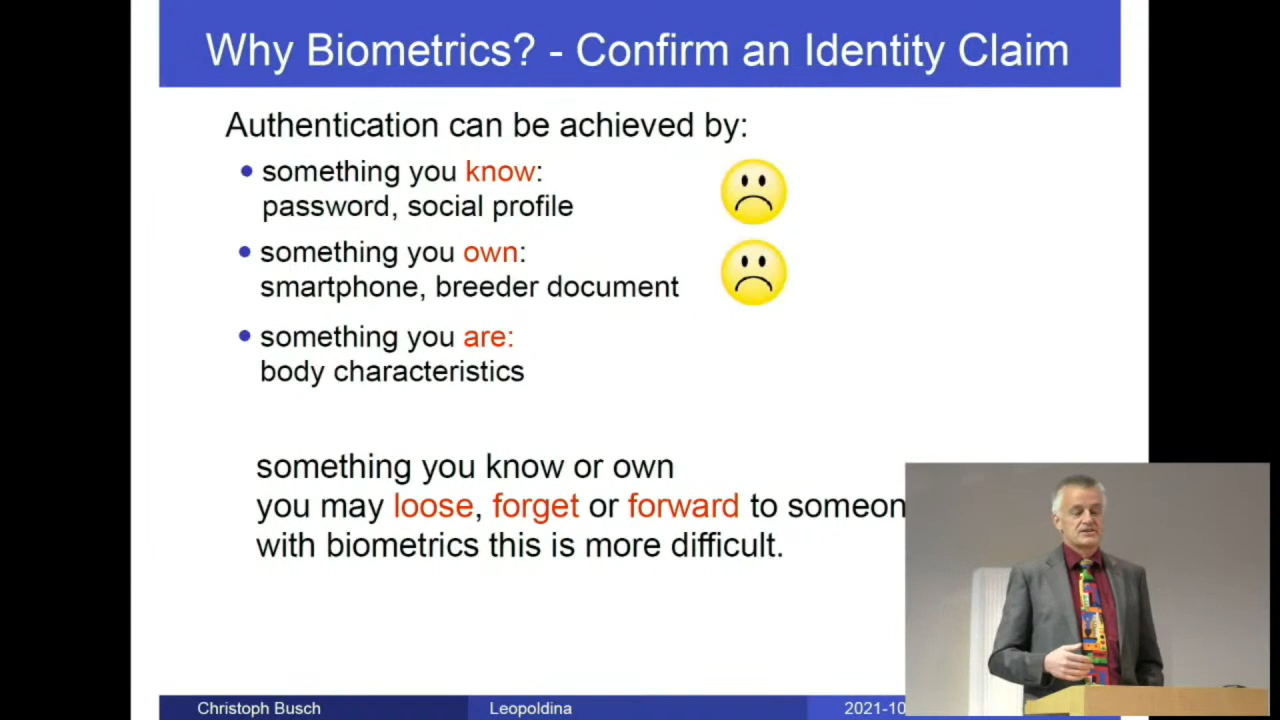 Why Biometrics? - Confirm an Identity Claim
Authentication can be achieved by:
• something you know:
password, social profile
• something you own:
smartphone, breeder document
• something you are:
body characteristics
something you know or own
you may loose, forget or forward to someon
with biometrics this is more difficult.
Christoph Busch
Leopoldina
2021-10